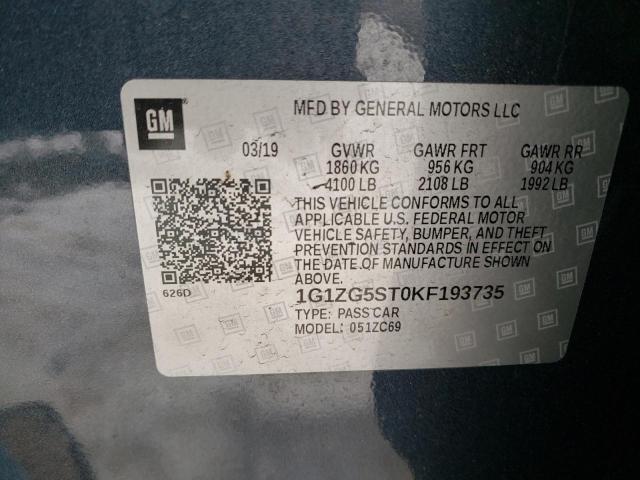 GM
MFD BY GENERAL MOTORS LLC
03/19 GVWR GAWR FRT GAWR RR
1860 KG 956 KG 904 KG
4100 LB 2108 LB 1992 LB
THIS VEHICLE CONFORMS TO ALL
APPLICABLE U.S. FEDERAL MOTOR
VEHICLE SAFETY, BUMPER, AND THEFT
PREVENTION STANDARDS IN EFFECT ON
THE DATE OF MANUFACTURE SHOWN
ABOVE.
626D
1G1ZG5ST0KF193735
TYPE: PASS CAR
MODEL: 051ZC69